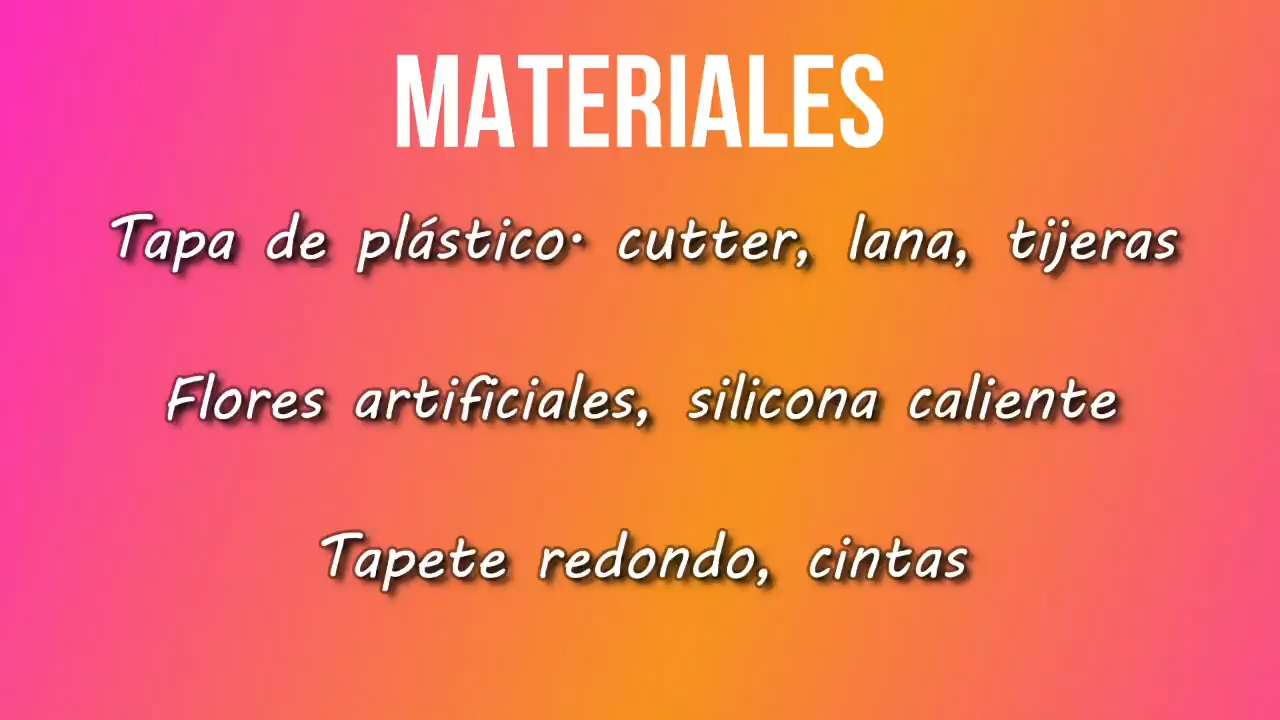 MATERIALES
Tapa de plástico· cutter, lana, tijeras
Flores artificiales, silicona caliente
Tapete redondo, cintas